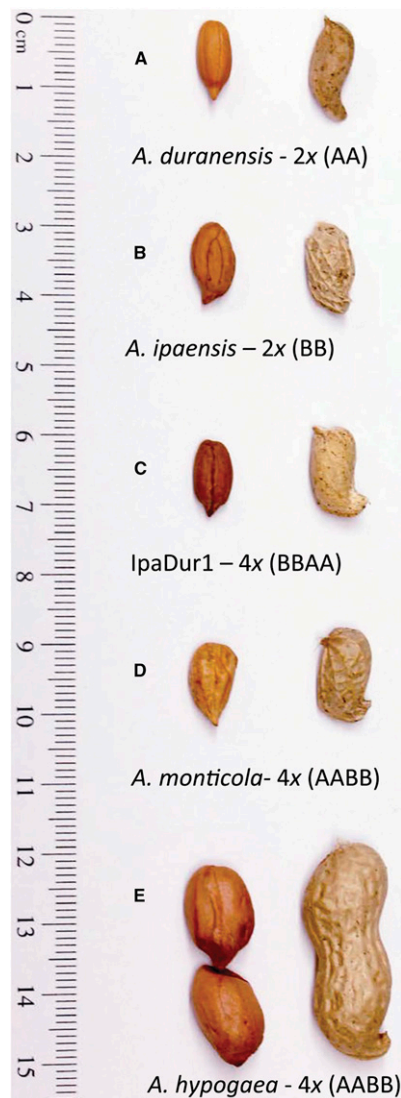 0 cm
A
1
A. duranensis - 2x (AA)
2
3
B
4
A. ipaensis – 2x (BB)
5
6
C
7
IpaDur1 – 4x (BBAA)
8
9
D
10
A. monticola- 4x (AABB)
11
12
E
13
14
15
A. hypogaea - 4x (AABB)